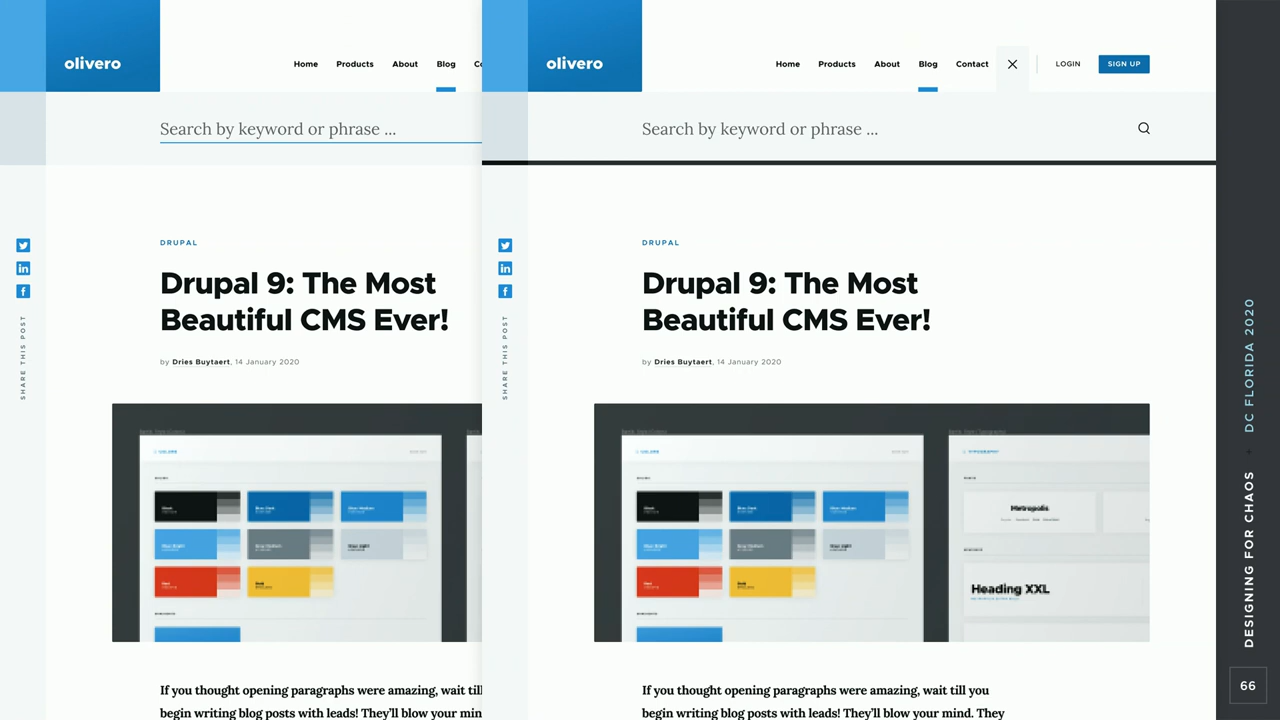 olivero
Home Products About Blog
Search by keyword or phrase ...
SHARE THIS POST
DRUPAL
Drupal 9: The Most
Beautiful CMS Ever!
by Dries Buytaert, 14 January 2020
If you thought opening paragraphs were amazing, wait till
begin writing blog posts with leads! They'll blow your min
olivero
Home Products About Blog Contact LOGIN SIGN UP
Search by keyword or phrase ...
SHARE THIS POST
DRUPAL
Drupal 9: The Most
Beautiful CMS Ever!
by Dries Buytaert, 14 January 2020
Metropolis
Heading XXL
If you thought opening paragraphs were amazing, wait till you
begin writing blog posts with leads! They'll blow your mind. They
DESIGNING FOR CHAOS
DC FLORIDA 2020
66